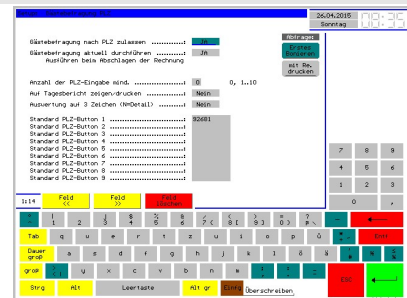 26.04.2015
Sonntag
Abfrage:
Gästebefragung nach PLZ zulassen ...........: JA
Erstes
Gästebefragung aktuell durchführen .........: JA
Ausführen beim Abschlagen der Rechnung
mit Re.
drucken
Anzahl der PLZ-Eingabe mind. ...............: 0 0, 1..10
Auf Tagesbericht zeigen/drucken ............: Nein
Auswertung auf 3 Zeichen (N=Detail) ........: Nein
Standard PLZ-Button 1 ......................: 92681
Standard PLZ-Button 2 ......................:
Standard PLZ-Button 3 ......................:
Standard PLZ-Button 4 ......................:
Standard PLZ-Button 5 ......................:
Standard PLZ-Button 6 ......................:
Standard PLZ-Button 7 ......................:
Standard PLZ-Button 8 ......................:
Standard PLZ-Button 9 ......................:
7 8 9
4 5 6
1 2 3
0 ,
1:14
Feld
<<
Feld
>>
Feld
löschen
Tab q w e r t z u i o p ü
Dauer
groß
a s d f g h j k l ö ä
groß y x c v b n m
ESC
Strg Alt Leertaste Alt gr Einfg
Überschreiben